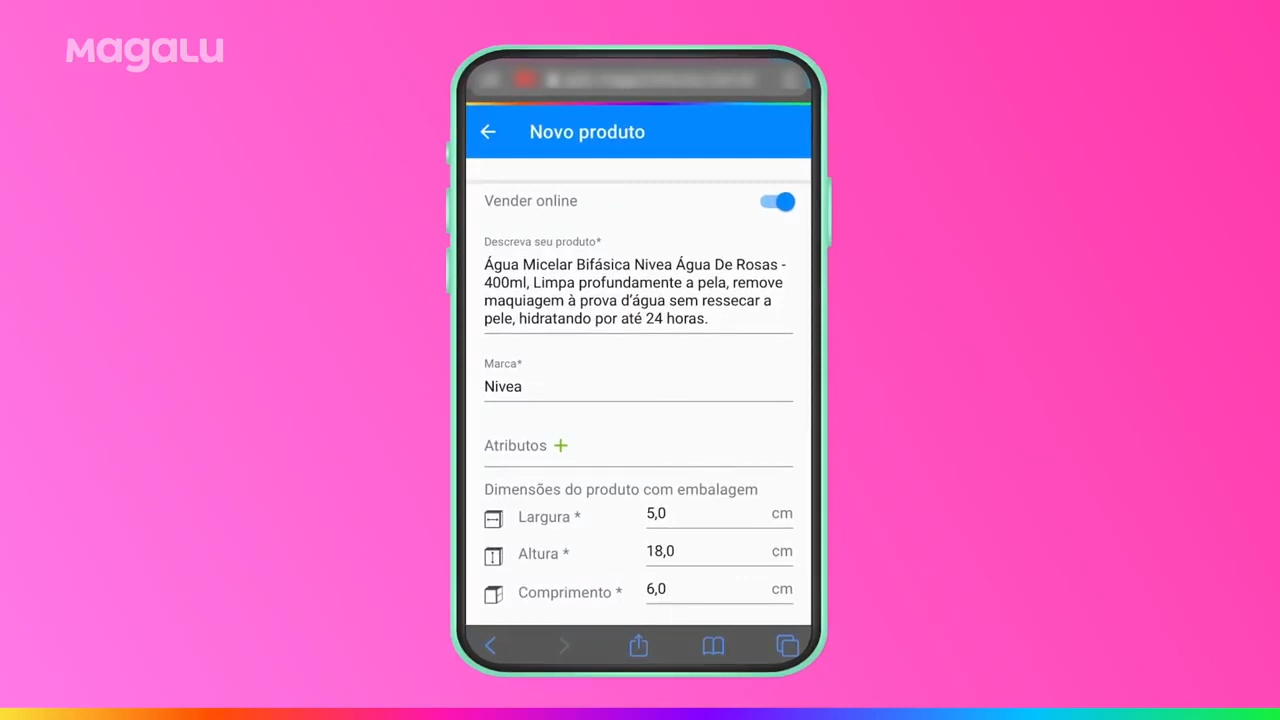 MAGALU
Novo produto
Vender online
Descreva seu produto*
Água Micelar Bifásica Nivea Água De Rosas -
400ml, Limpa profundamente a pela, remove
maquiagem à prova d’água sem ressecar a
pele, hidratando por até 24 horas.
Marca*
Nivea
Atributos +
Dimensões do produto com embalagem
Largura * 5,0 cm
Altura * 18,0 cm
Comprimento * 6,0 cm